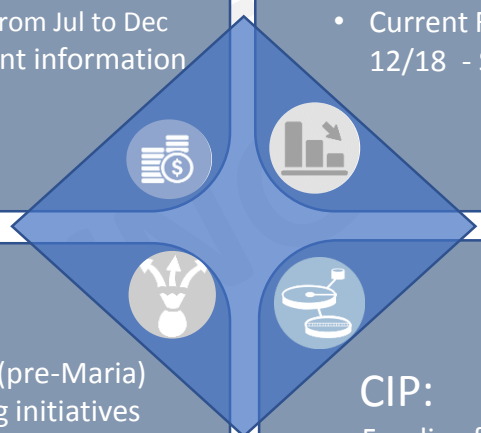 from Jul to Dec
nt information
• Current
12/18 -
(pre-Maria)
g initiatives
CIP:
$